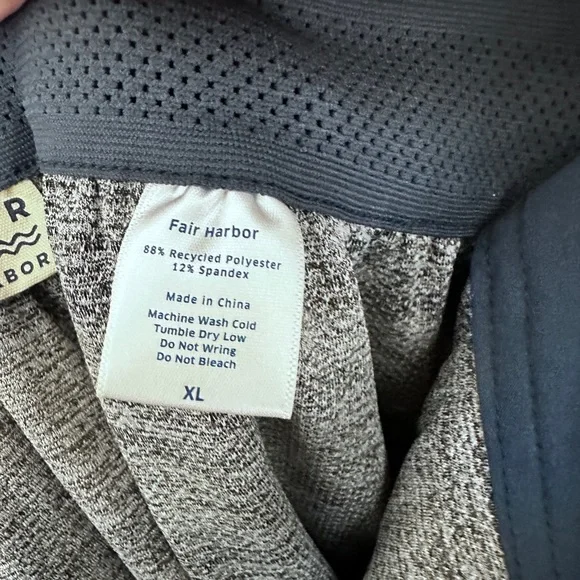 R
ABOR
Fair Harbor
88% Recycled Polyester
12% Spandex
Made in China
Machine Wash Cold
Tumble Dry Low
Do Not Wring
Do Not Bleach
XL